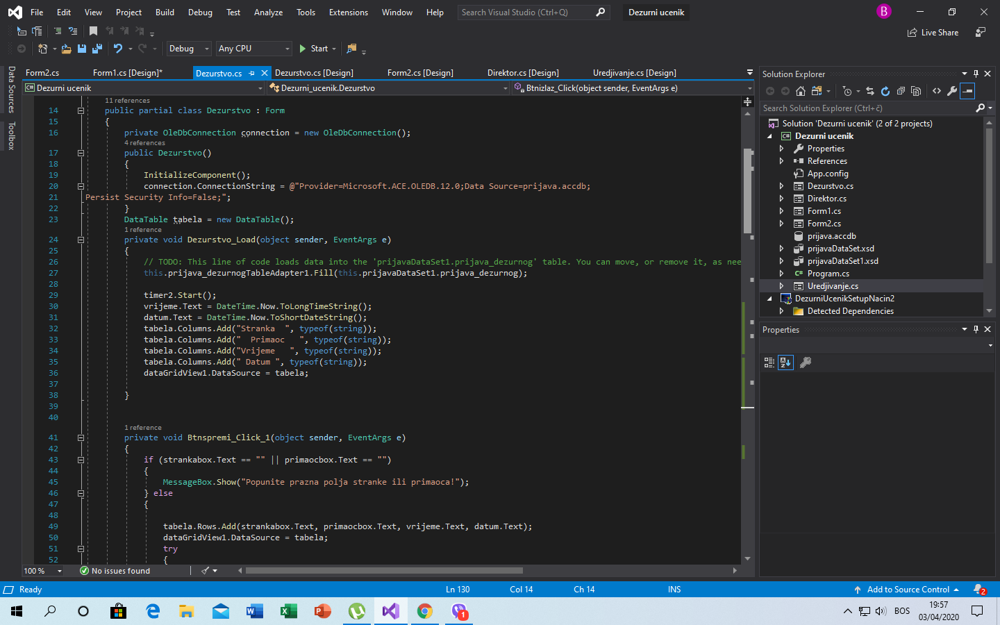 File Edit View Project Build Debug Test Analyze Tools Extensions Window Help Search Visual Studio (Ctrl+Q) Dezurni ucenik B
Live Share
Debug Any CPU Start
Form2.cs Form1.cs [Design]* Dezurstvo.cs Dezurstvo.cs [Design] Form2.cs [Design] Direktor.cs [Design] Uredjivanje.cs [Design]
Dezurni ucenik Dezurni_ucenik.Dezurstvo Btnizlaz_Click(object sender, EventArgs e)
Data Sources
Toolbox
11 references
14 public partial class Dezurstvo : Form
15 {
16 private OleDbConnection connection = new OleDbConnection();
4 references
17 public Dezurstvo()
18 {
19 InitializeComponent();
20 connection.ConnectionString = @"Provider=Microsoft.ACE.OLEDB.12.0;Data Source=prijava.accdb;
21 Persist Security Info=False;";
22 }
23 DataTable tabela = new DataTable();
1 reference
24 private void Dezurstvo_Load(object sender, EventArgs e)
25 {
26 // TODO: This line of code loads data into the 'prijavaDataSet1.prijava_dezurnog' table. You can move, or remove it, as nee
27 this.prijava_dezurnogTableAdapter1.Fill(this.prijavaDataSet1.prijava_dezurnog);
28
29 timer2.Start();
30 vrijeme.Text = DateTime.Now.ToLongTimeString();
31 datum.Text = DateTime.Now.ToShortDateString();
32 tabela.Columns.Add("Stranka  ", typeof(string));
33 tabela.Columns.Add("  Primaoc   ", typeof(string));
34 tabela.Columns.Add("Vrijeme   ", typeof(string));
35 tabela.Columns.Add(" Datum ", typeof(string));
36 dataGridView1.DataSource = tabela;
37
38 }
39
40
1 reference
41 private void Btnspremi_Click_1(object sender, EventArgs e)
42 {
43 if (strankabox.Text == "" || primaocbox.Text == "")
44 {
45 MessageBox.Show("Popunite prazna polja stranke ili primaoca!");
46 } else
47 {
48
49 tabela.Rows.Add(strankabox.Text, primaocbox.Text, vrijeme.Text, datum.Text);
50 dataGridView1.DataSource = tabela;
51 try
52 {
100 % No issues found
Solution Explorer
Search Solution Explorer (Ctrl+č)
Solution 'Dezurni ucenik' (2 of 2 projects)
Dezurni ucenik
Properties
References
App.config
Dezurstvo.cs
Direktor.cs
Form1.cs
Form2.cs
prijava.accdb
prijavaDataSet.xsd
prijavaDataSet1.xsd
Program.cs
Uredjivanje.cs
DezurniUcenikSetupNacin2
Detected Dependencies
Properties
Ready Ln 130 Col 14 Ch 14 INS Add to Source Control 2
1 BOS 19:57
03/04/2020